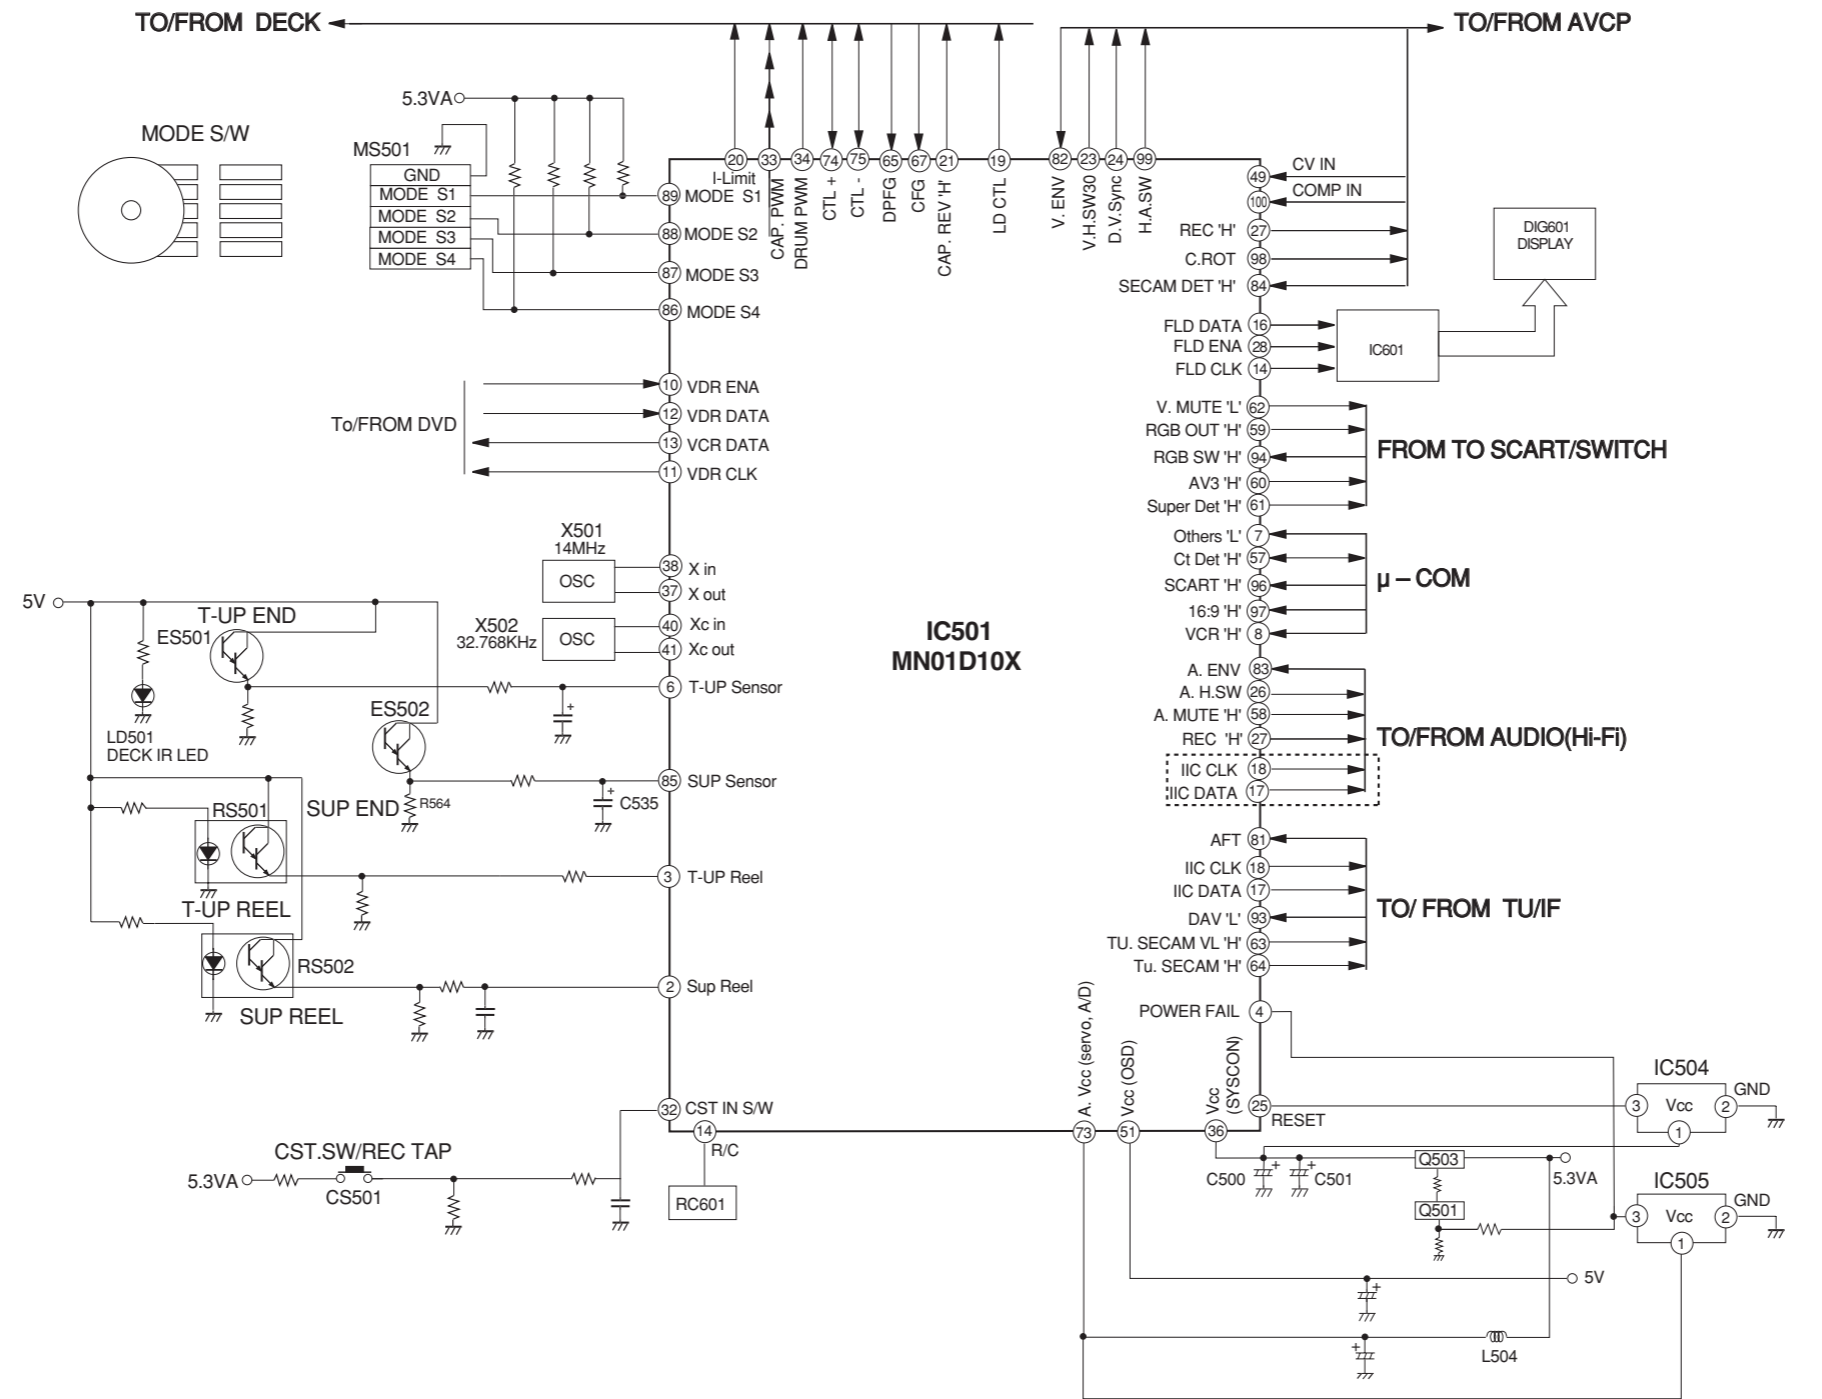 TO/FROM DECK
TO/FROM AVCP
5.3VA
MODE S/W
MS501
GND
MODE S1
MODE S2
MODE S3
MODE S4
20
33
34
74
75
65
67
21
19
82
23
24
99
I-Limit
CAP. PWM
DRUM PWM
CTL +
CTL -
DPFG
CFG
CAP. REV 'H'
LD CTL
V. ENV
V.H.SW30
D.V.Sync
H.A.SW
89 MODE S1
88 MODE S2
87 MODE S3
86 MODE S4
49 CV IN
100 COMP IN
REC 'H' 27
C.ROT 98
SECAM DET 'H' 84
DIG601
DISPLAY
FLD DATA 16
FLD ENA 28
FLD CLK 14
IC601
To/FROM DVD
10 VDR ENA
12 VDR DATA
13 VCR DATA
11 VDR CLK
V. MUTE 'L' 62
RGB OUT 'H' 59
RGB SW 'H' 94
AV3 'H' 60
Super Det 'H' 61
FROM TO SCART/SWITCH
X501
14MHz
OSC
38 X in
37 X out
X502
32.768KHz
OSC
40 Xc in
41 Xc out
Others 'L' 7
Ct Det 'H' 57
SCART 'H' 96
16:9 'H' 97
VCR 'H' 8
μ – COM
IC501
MN01D10X
5V
T-UP END
ES501
LD501
DECK IR LED
6 T-UP Sensor
ES502
SUP END
R564
C535
85 SUP Sensor
A. ENV 83
A. H.SW 26
A. MUTE 'H' 58
REC 'H' 27
IIC CLK 18
IIC DATA 17
TO/FROM AUDIO(Hi-Fi)
RS501
T-UP REEL
3 T-UP Reel
RS502
SUP REEL
2 Sup Reel
AFT 81
IIC CLK 18
IIC DATA 17
DAV 'L' 93
TU. SECAM VL 'H' 63
Tu. SECAM 'H' 64
TO/ FROM TU/IF
POWER FAIL 4
A. Vcc (servo, A/D)
Vcc (OSD)
Vcc
(SYSCON)
73
51
36
25
RESET
32 CST IN S/W
14
R/C
RC601
CST.SW/REC TAP
5.3VA
CS501
IC504
3 Vcc 2
GND
1
C500
C501
Q503
5.3VA
Q501
IC505
3 Vcc 2
GND
1
5V
L504